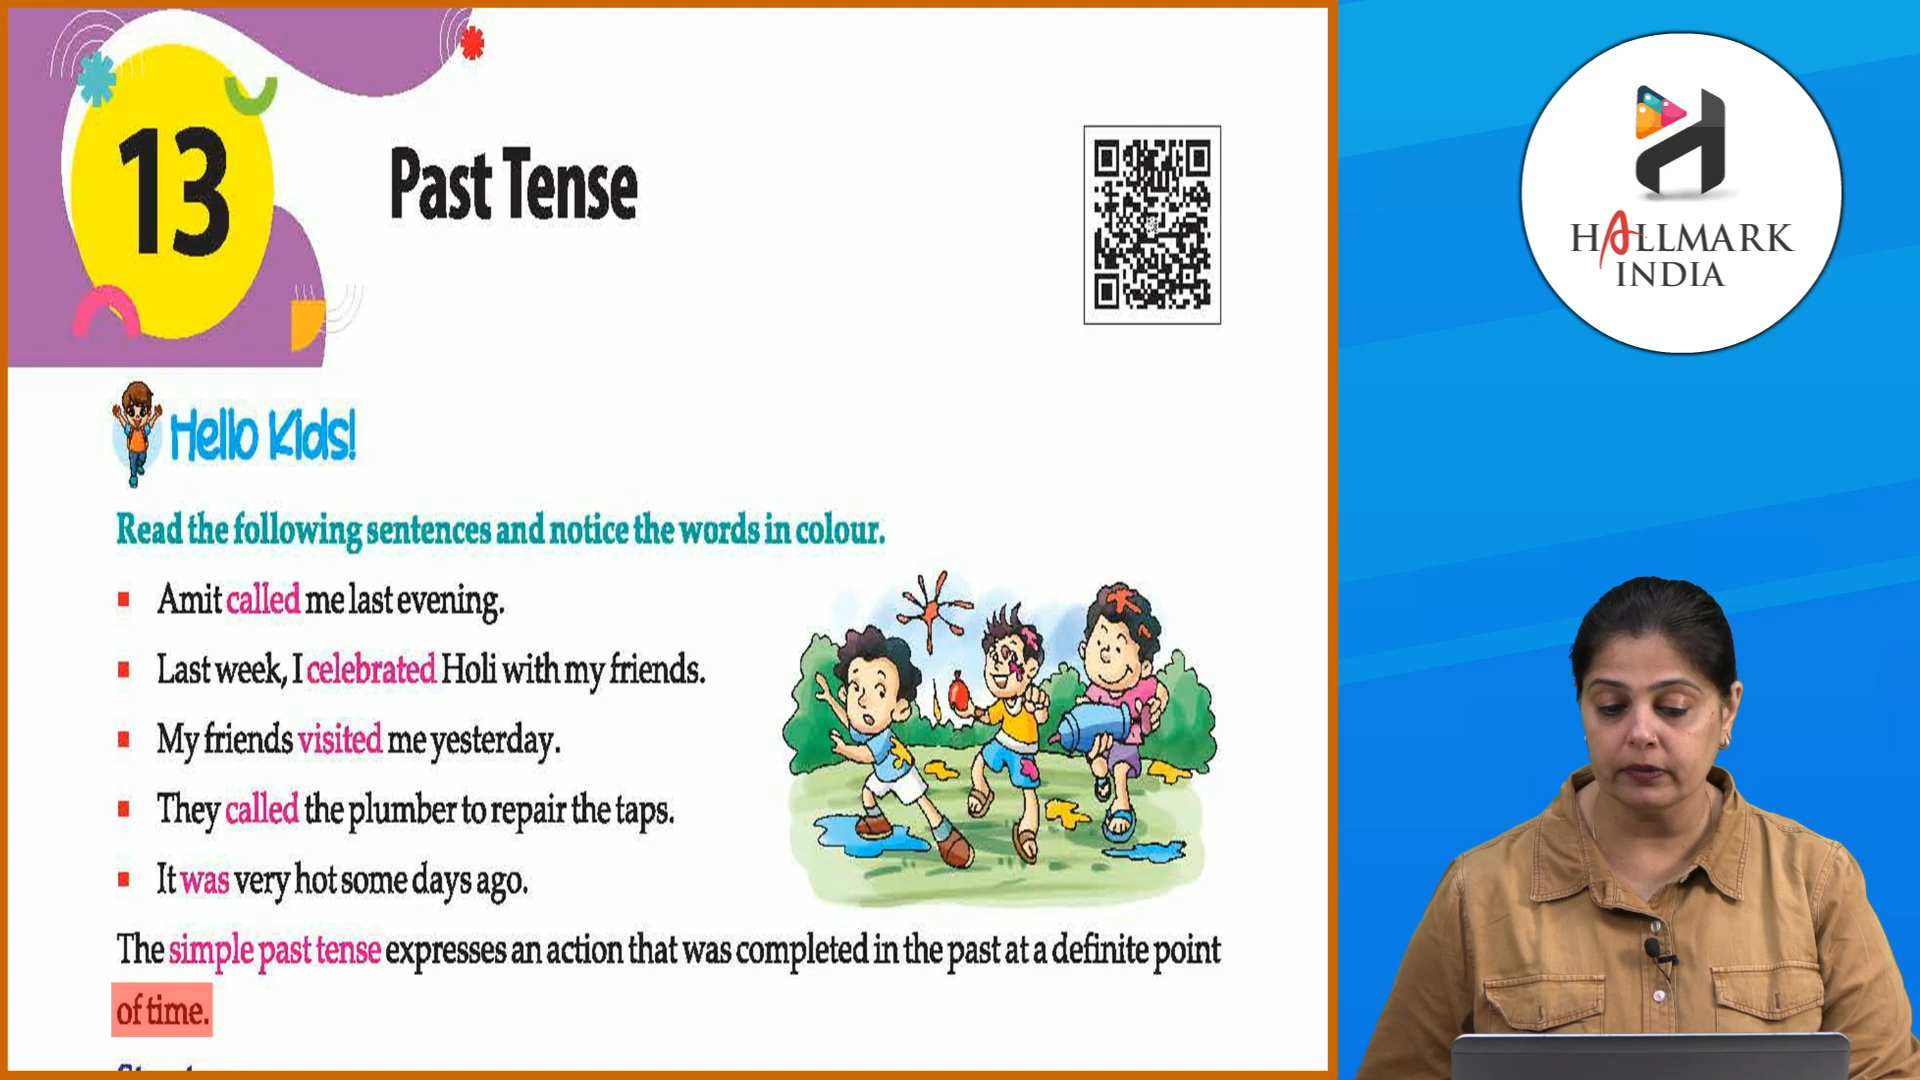 13
Past Tense
HALLMARK
INDIA
Hello Kids!
Read the following sentences and notice the words in colour.
Amit called me last evening.
Last week, I celebrated Holi with my friends.
My friends visited me yesterday.
They called the plumber to repair the taps.
It was very hot some days ago.
The simple past tense expresses an action that was completed in the past at a definite point
of time.